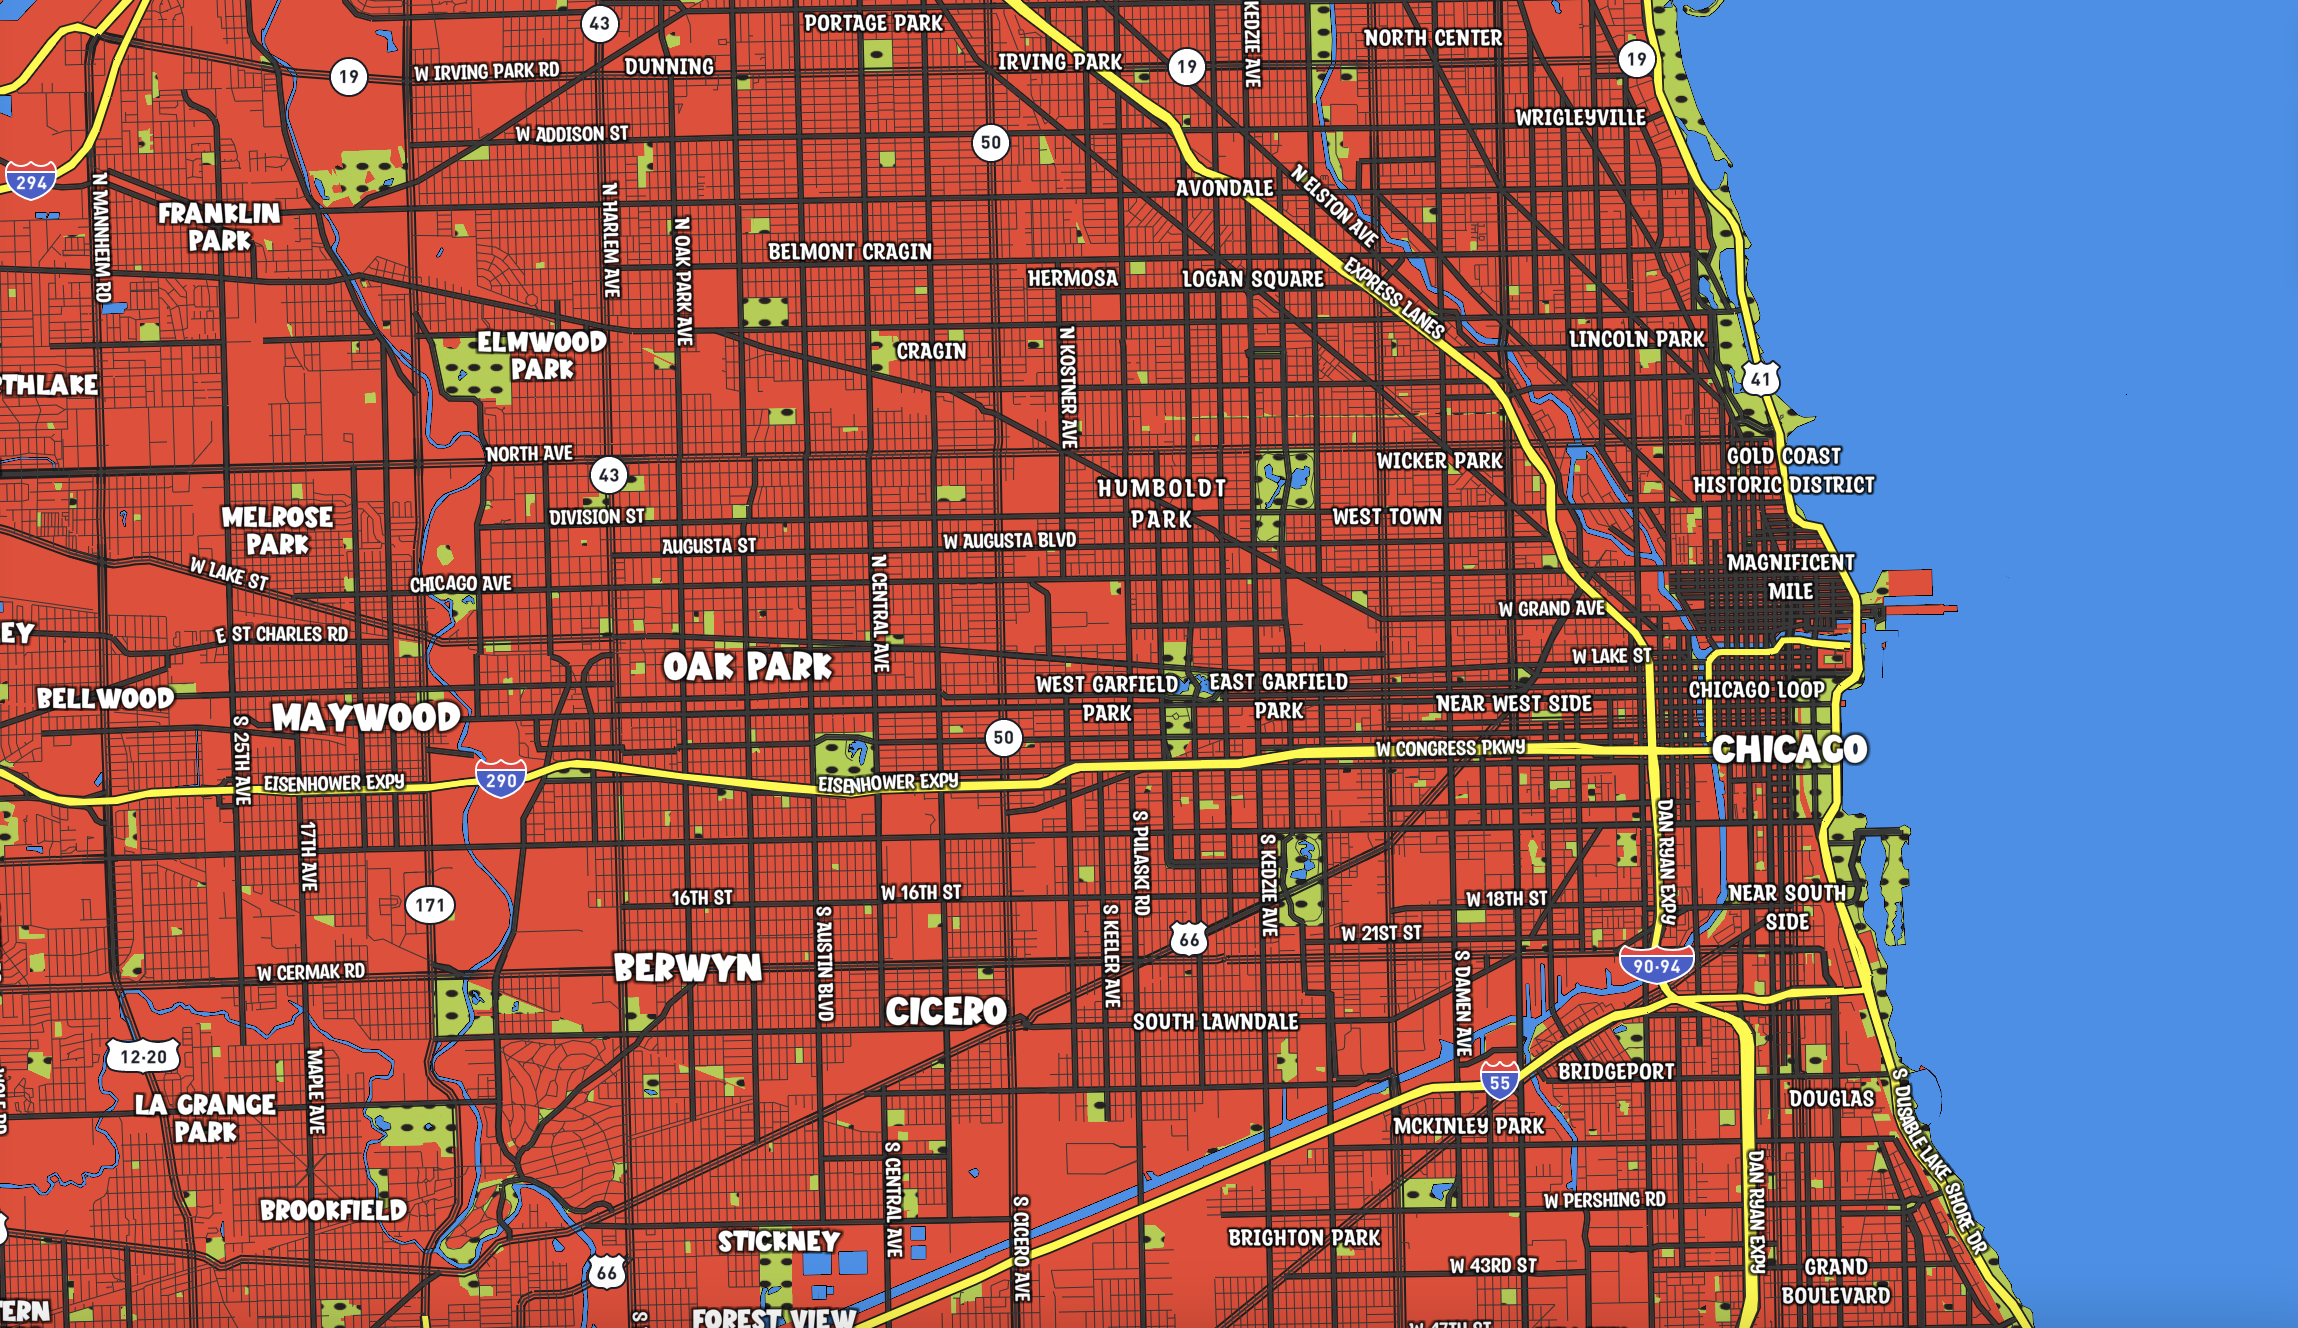 43
PORTAGE PARK
KEDZIE AVE
NORTH CENTER
19
W IRVING PARK RD
DUNNING
IRVING PARK
19
19
W ADDISON ST
50
WRIGLEYVILLE
294
N MANNHEIM RD
FRANKLIN
PARK
N HARLEM AVE
N OAK PARK AVE
AVONDALE
N ELSTON AVE
BELMONT CRAGIN
HERMOSA
LOGAN SQUARE
EXPRESS LANES
ELMWOOD
PARK
CRAGIN
N KOSTNER AVE
LINCOLN PARK
41
THLAKE
NORTH AVE
43
WICKER PARK
GOLD COAST
HISTORIC DISTRICT
HUMBOLDT
PARK
MELROSE
PARK
DIVISION ST
WEST TOWN
AUGUSTA ST
W AUGUSTA BLVD
N CENTRAL AVE
MAGNIFICENT
MILE
W LAKE ST
CHICAGO AVE
W GRAND AVE
EY
E ST CHARLES RD
OAK PARK
W LAKE ST
BELLWOOD
MAYWOOD
WEST GARFIELD
PARK
EAST GARFIELD
PARK
NEAR WEST SIDE
CHICAGO LOOP
S 25TH AVE
50
W CONGRESS PKWY
CHICAGO
EISENHOWER EXPY
290
EISENHOWER EXPY
17TH AVE
S PULASKI RD
S KEDZIE AVE
DAN RYAN EXPY
171
16TH ST
W 16TH ST
W 18TH ST
NEAR SOUTH
SIDE
S AUSTIN BLVD
S KEELER AVE
66
W 21ST ST
W CERMAK RD
BERWYN
S DAMEN AVE
90-94
CICERO
SOUTH LAWNDALE
12-20
MAPLE AVE
55
BRIDGEPORT
LA GRANGE
PARK
DOUGLAS
S DUSABLE LAKE SHORE DR
MCKINLEY PARK
S CENTRAL AVE
DAN RYAN EXPY
BROOKFIELD
S CICERO AVE
W PERSHING RD
STICKNEY
BRIGHTON PARK
66
W 43RD ST
GRAND
BOULEVARD
ERN
FOREST VIEW
W 47TH ST